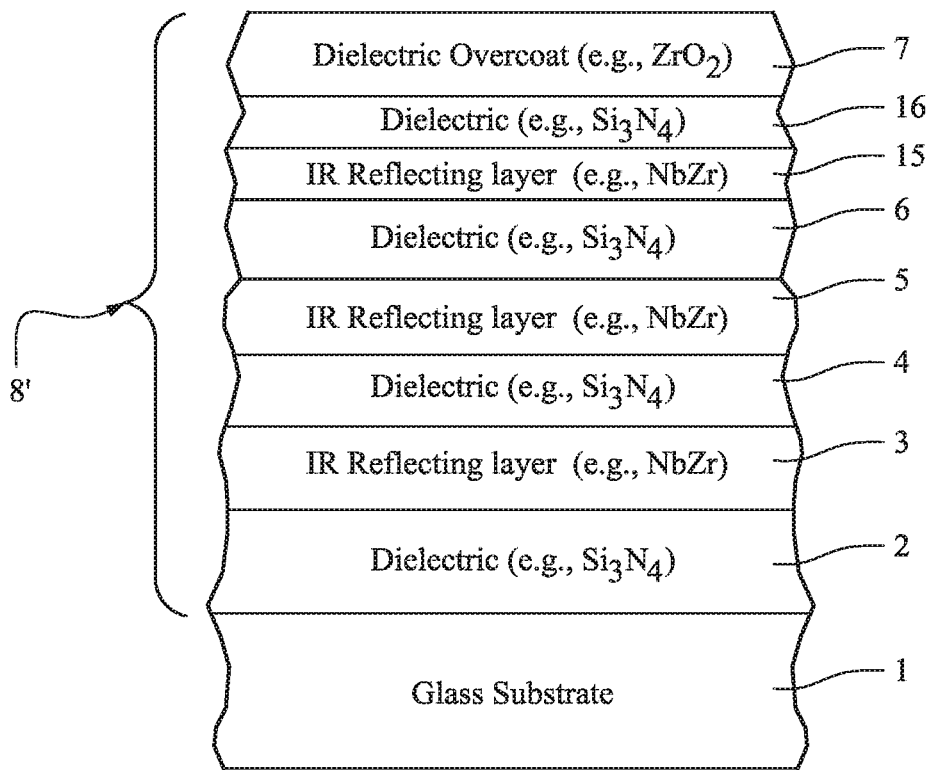 Dielectric Overcoat (e.g., ZrO₂) 7
Dielectric (e.g., Si₃N₄) 16
IR Reflecting layer (e.g., NbZr) 15
Dielectric (e.g., Si₃N₄) 6
IR Reflecting layer (e.g., NbZr) 5
8'
Dielectric (e.g., Si₃N₄) 4
IR Reflecting layer (e.g., NbZr) 3
Dielectric (e.g., Si₃N₄) 2
Glass Substrate 1